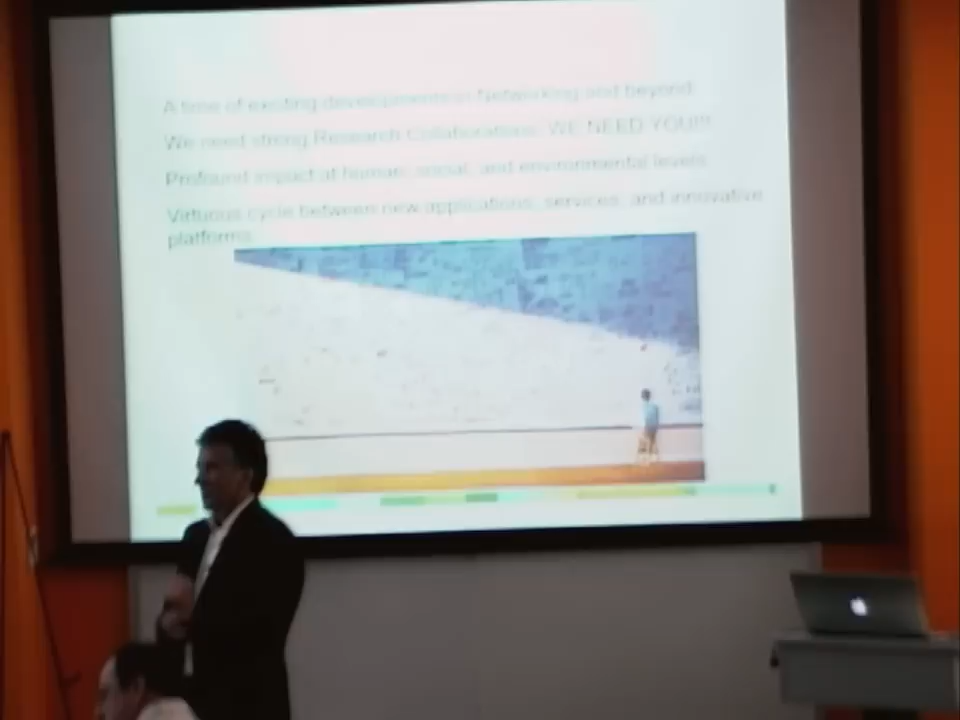 A time of exciting developments in Networking and beyond.
We need strong Research Collaborations. WE NEED YOU!!!
Profound impact at human, social, and environmental levels
Virtuous cycle between new applications, services, and innovative
platforms.